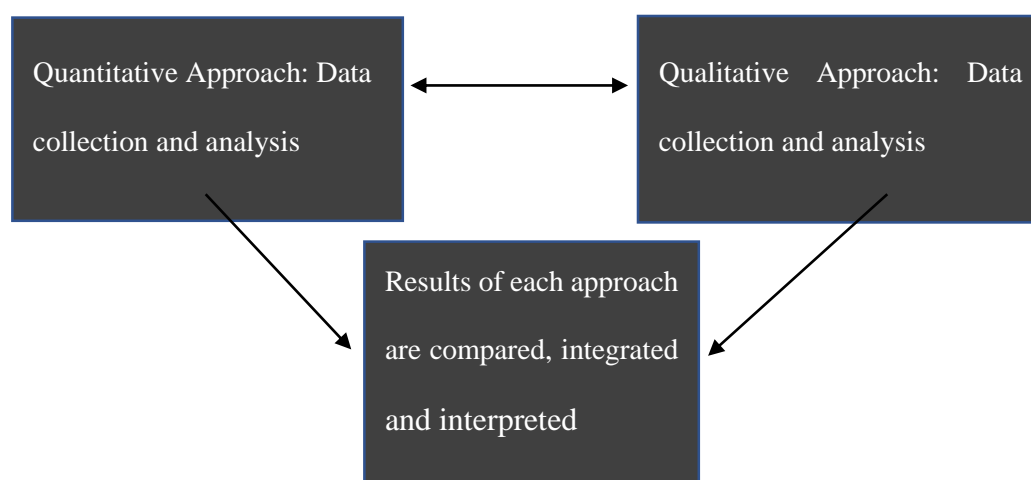 Quantitative Approach: Data
collection and analysis
Qualitative Approach: Data
collection and analysis
Results of each approach
are compared, integrated
and interpreted